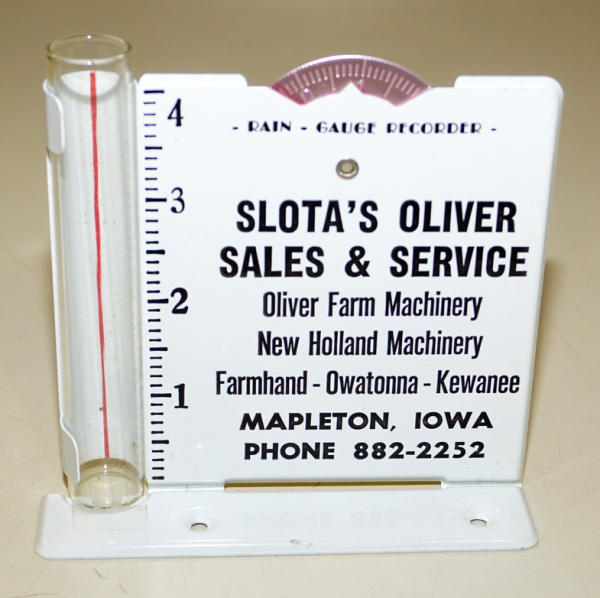 - RAIN - GAUGE RECORDER -
SLOTA'S OLIVER
SALES & SERVICE
Oliver Farm Machinery
New Holland Machinery
Farmhand - Owatonna - Kewanee
MAPLETON, IOWA
PHONE 882-2252
4
3
2
1